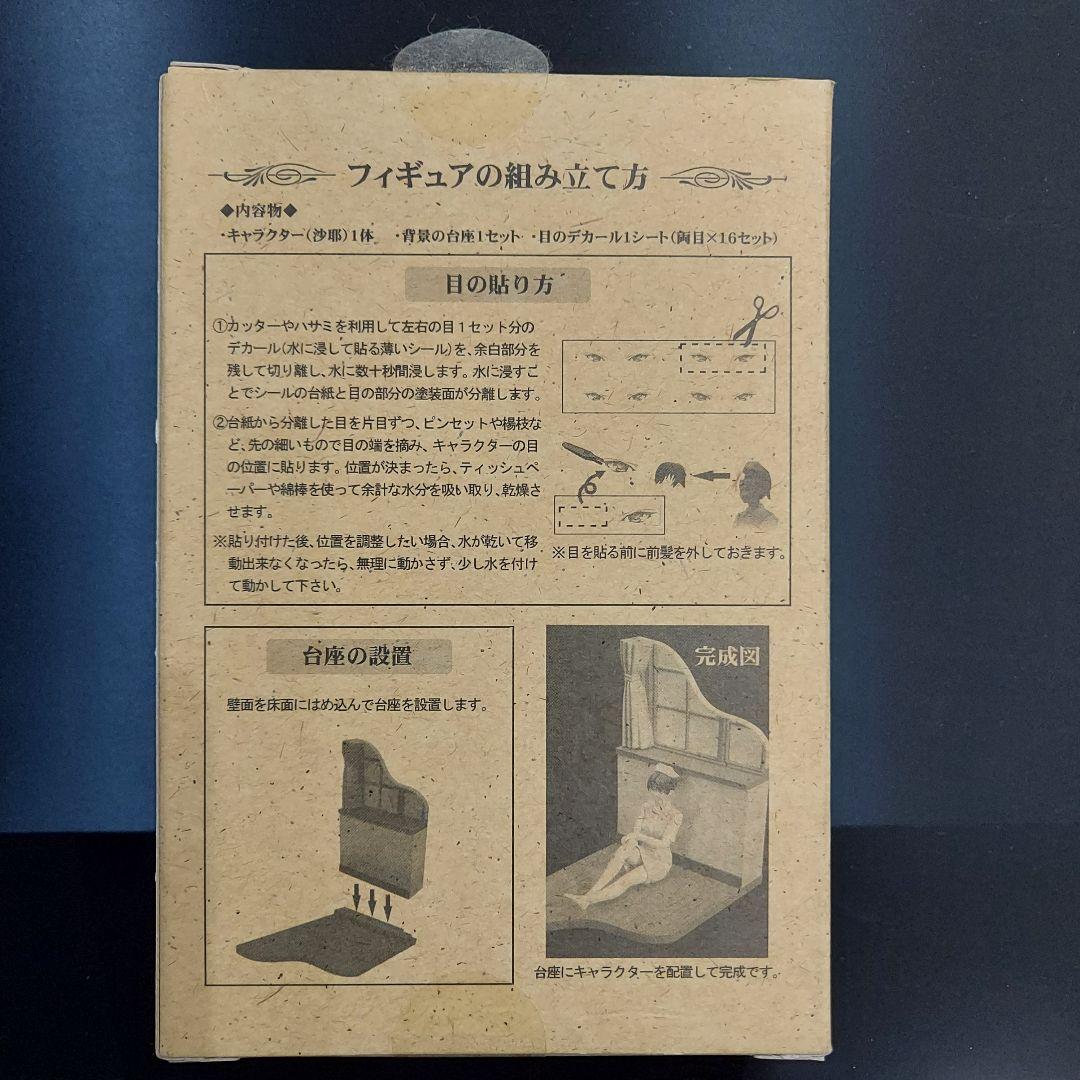 フィギュアの組み立て方
◆内容物◆
・キャラクター(沙耶)1体 ・背景の台座1セット ・目のデカール1シート(両目×16セット)
目の貼り方
①カッターやハサミを利用して左右の目1セット分の
デカール(水に浸して貼る薄いシール)を、余白部分を
残して切り離し、水に数十秒間浸します。水に浸すこ
とでシールの台紙と目の部分の塗装面が分離します。
②台紙から分離した目を片目ずつ、ピンセットや楊枝な
ど、先の細いもので目の端を摘み、キャラクターの目
の位置に貼ります。位置が決まったら、ティッシュペ
ーパーや綿棒を使って余計な水分を吸い取り、乾燥さ
せます。
※貼り付けた後、位置を調整したい場合、水が乾いて移
動出来なくなったら、無理に動かさず、少し水を付け
て動かして下さい。
※目を貼る前に前髪を外しておきます。
台座の設置
壁面を床面にはめ込んで台座を設置します。
完成図
台座にキャラクターを配置して完成です。